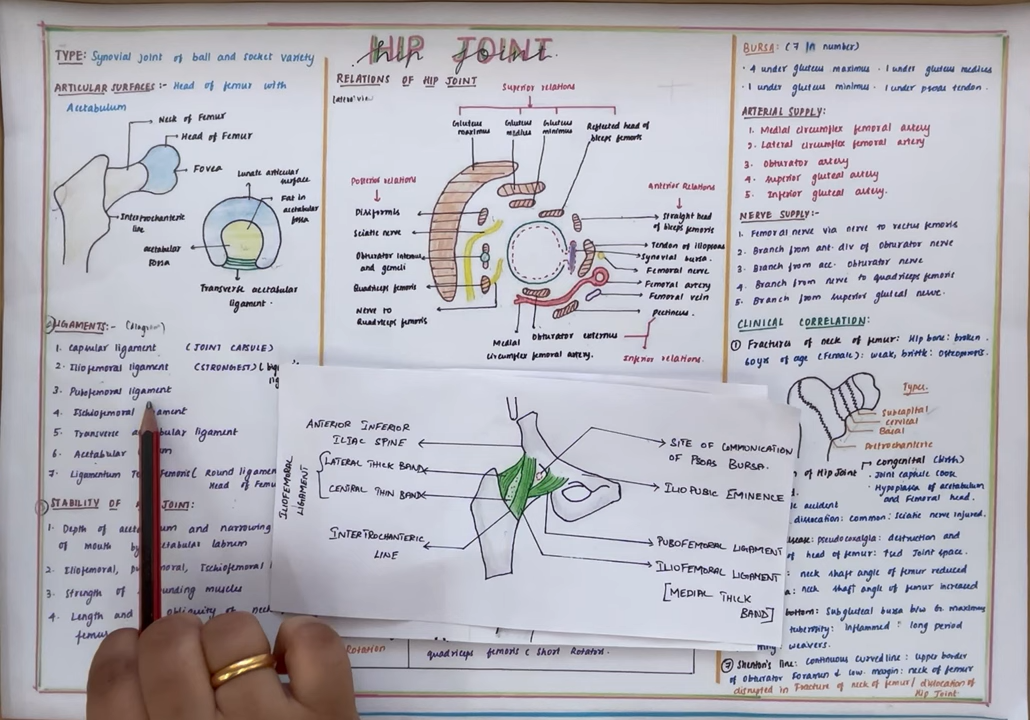 HIP JOINT
TYPE: Synovial joint of ball and socket variety
ARTICULAR SURFACES:- Head of femur with
Acetabulum
Neck of Femur
Head of Femur
Fovea
Intertrochanteric
line
Lunate articular
surface
Fat in
acetabular
fossa
acetabular
fossa
Transverse acetabular
ligament.
LIGAMENTS:- (diagram)
1. Capsular ligament (JOINT CAPSULE)
2. Iliofemoral ligament (STRONGEST)
3. Pubofemoral ligament
4. Ischiofemoral
5. Transverse ligament
6. Acetabular
7. Ligamentum Femoris (Round ligamen
Head of Femur
STABILITY OF JOINT:
1. Depth of and narrowing
of mouth by labrum
2. Iliofemoral, Ischiofemoral
3. Strength of muscles
4. Length and obliquity of neck
femur
RELATIONS OF HIP JOINT
(lateral view)
Superior relations
Gluteus
maximus
Gluteus
medius
Gluteus
minimus
Reflected head of
biceps femoris
Posterior relations
Piriformis
Sciatic nerve
Obturator internus
and gemeli
Quadriceps femoris
Nerve to
Quadriceps femoris
Anterior Relations
Straight head
of biceps femoris
Tendon of iliopsoas
Synovial bursa.
Femoral nerve
Femoral artery
Femoral vein
Pectineus.
Medial
circumflex femoral artery.
Obturator externus
Inferior relations.
ANTERIOR INFERIOR
ILIAC SPINE
ILIOFEMORAL
LIGAMENT
LATERAL THICK BAND
CENTRAL THIN BAND
INTERTROCHANTERIC
LINE
SITE OF COMMUNICATION
OF PSOAS BURSA.
ILIOPUBIC EMINENCE
PUBOFEMORAL LIGAMENT
ILIOFEMORAL LIGAMENT
[MEDIAL THICK
BAND]
Rotation
quadriceps femoris (Short Rotators.
BURSA: (7 IN number)
· 4 under gluteus maximus · 1 under gluteus medius
· 1 under gluteus minimus · 1 under psoas tendon.
ARTERIAL SUPPLY:
1. Medial circumflex femoral artery
2. Lateral circumflex femoral artery
3. Obturator artery
4. Superior gluteal artery
5. Inferior gluteal artery.
NERVE SUPPLY:-
1. Femoral nerve via nerve to rectus femoris
2. Branch from ant. div of obturator nerve
3. Branch from acc. obturator nerve
4. Branch from nerve to quadriceps femoris
5. Branch from superior gluteal nerve.
CLINICAL CORRELATION:
① Fractures of neck of femur: Hip bone: broken.
60yrs of age (Female): weak, brittle: Osteoporosis.
Types.
Subcapital
cervical
Basal
Pertrochanteric
of Hip Joint
congenital (birth)
· Joint capsule loose
· Hypoplasia of acetabulum
and Femoral head.
accident
dislocation: common: Sciatic nerve injured.
pseudocoxalgia: destruction and
of head of femur: ↑ed Joint space.
: neck shaft angle of femur reduced
: neck shaft angle of femur increased
bottom: Subgluteal bursa b/w G. maximus
tuberosity: inflammed: long period
: weavers.
⑦ Shenton's line: continuous curved line: upper border
of Obturator Foramen & low. margin: neck of femur
disrupted in Fracture of neck of femur/ dislocation of
Hip Joint.